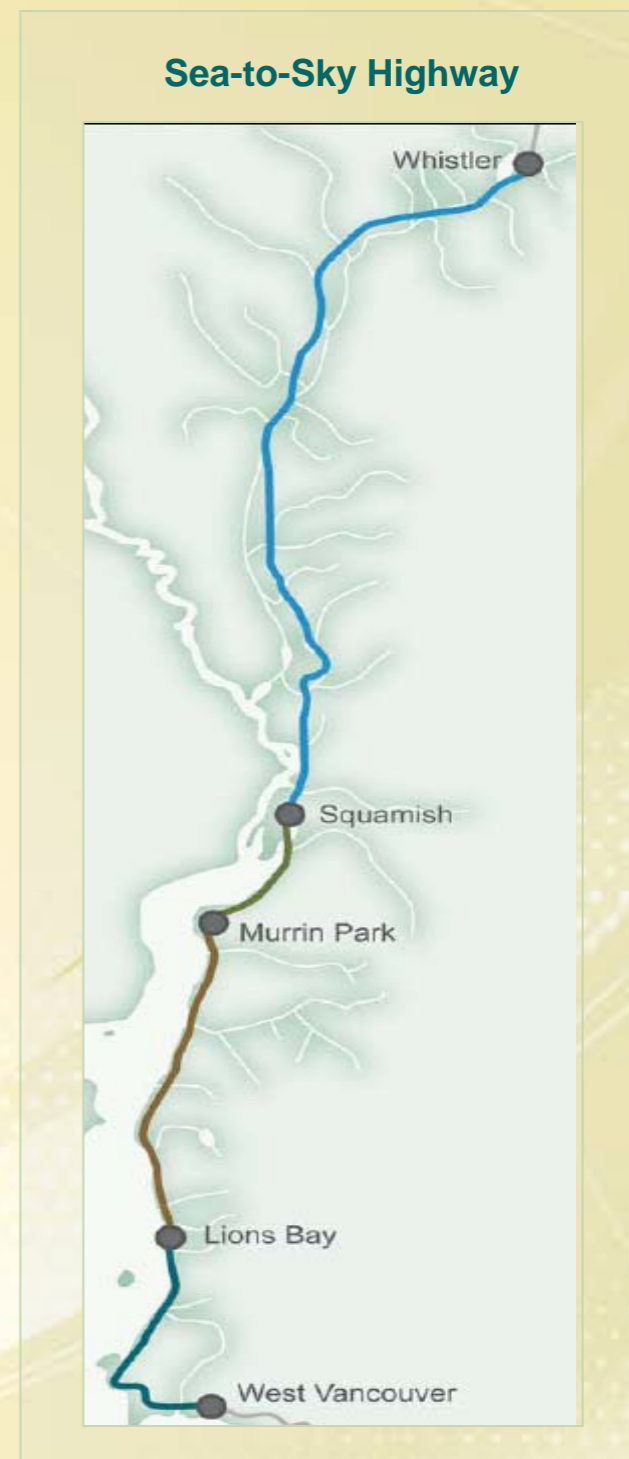 Sea-to-Sky Highway
Whistler
Squamish
Murrin Park
Lions Bay
West Vancouver